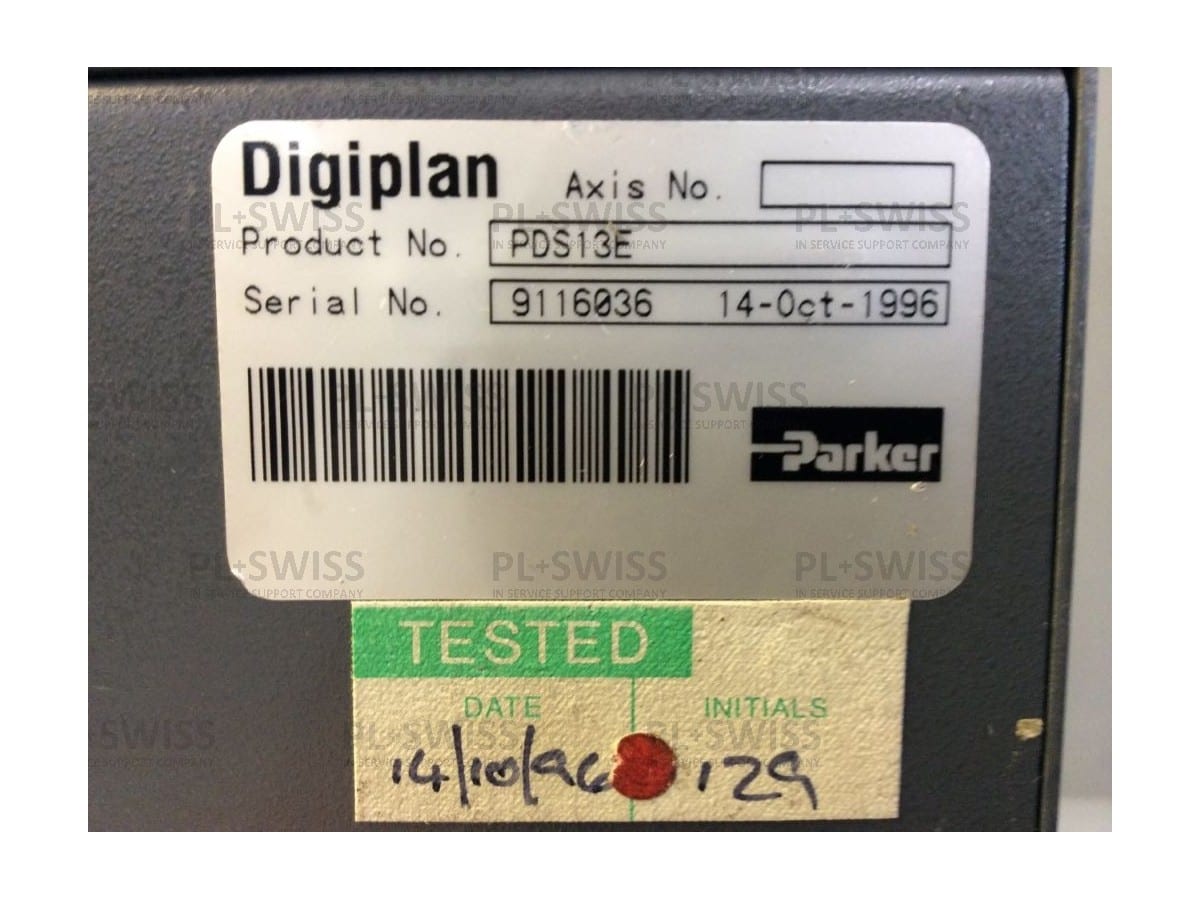 Digiplan Axis No.
Product No. PDS13E
Serial No. 9116036 14-Oct-1996
Parker
PL+SWISS
IN SERVICE SUPPORT COMPANY
TESTED
DATE INITIALS
14/10/96 129